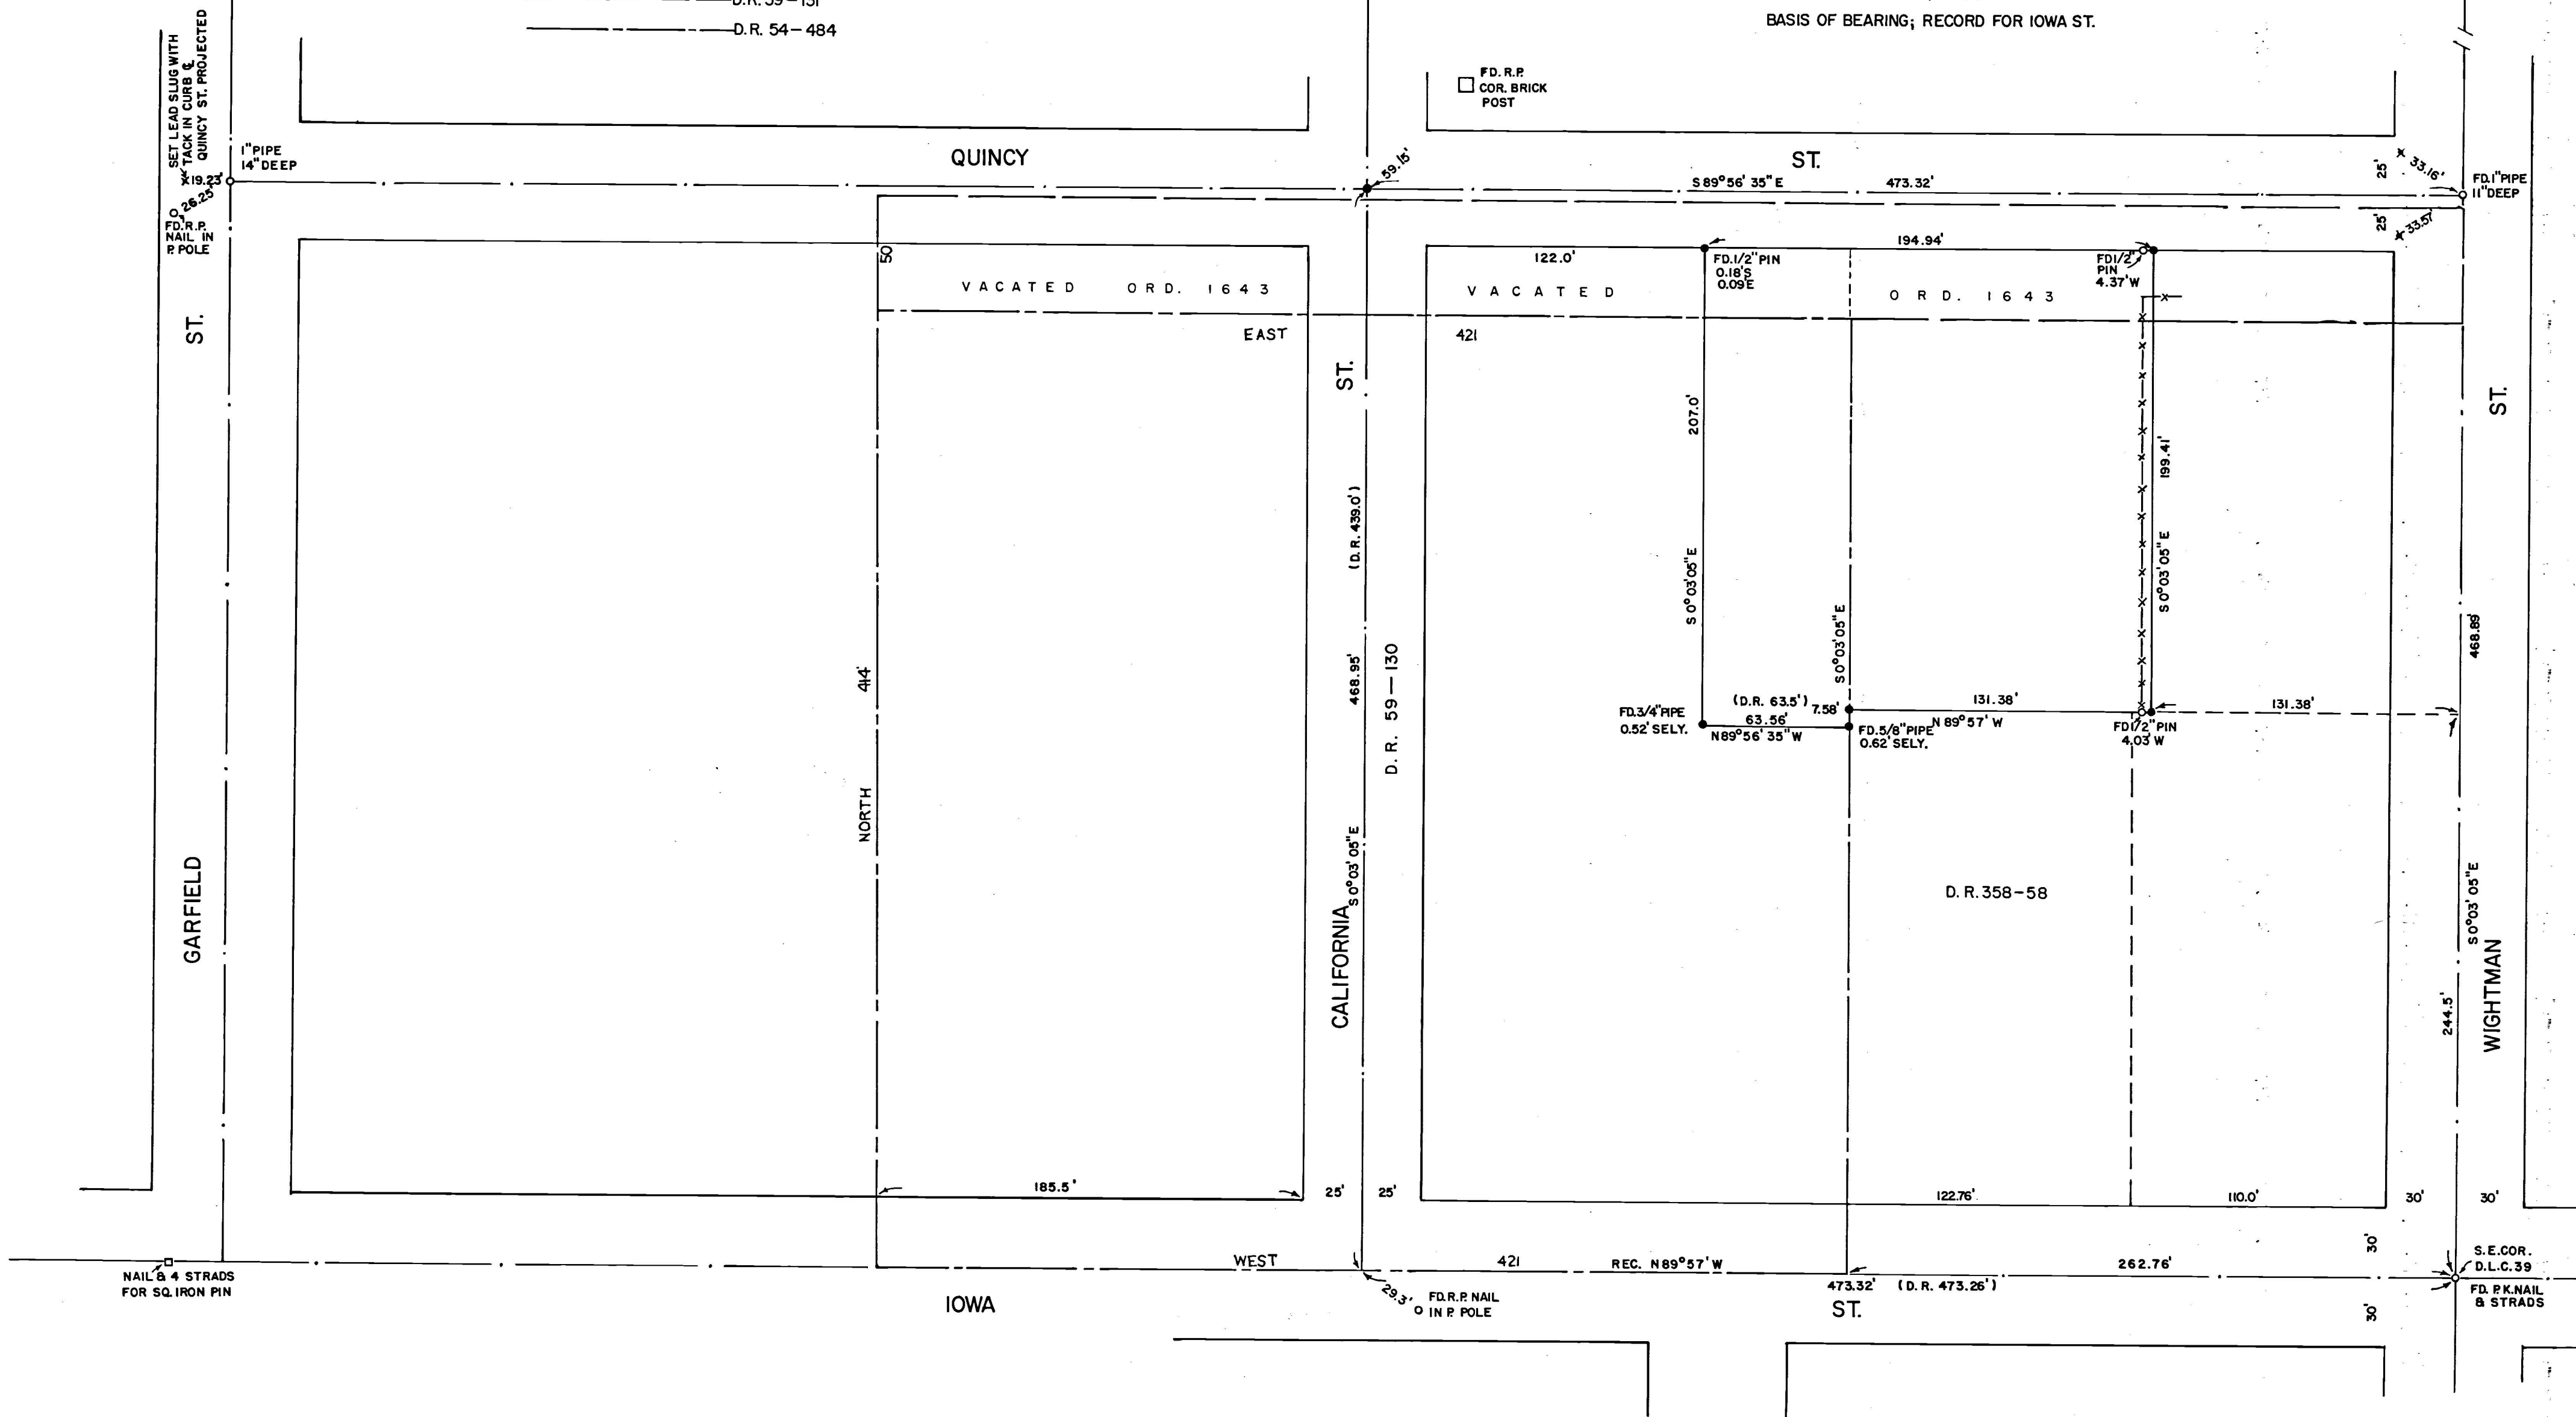 D.R. 59-131
D.R. 54-484
BASIS OF BEARING; RECORD FOR IOWA ST.
SET LEAD SLUG WITH
TACK IN CURB ℄
QUINCY ST. PROJECTED
FD. R.P.
COR. BRICK
POST
1" PIPE
14" DEEP
QUINCY ST.
59.15'
19.23'
26.25'
FD. R.P.
NAIL IN
P. POLE
S 89° 56' 35" E 473.32'
25'
33.16'
FD. 1" PIPE
11" DEEP
25'
33.57'
50
122.0'
194.94'
FD. 1/2" PIN
0.18'S
0.09'E
FD 1/2"
PIN
4.37' W
VACATED ORD. 1643
VACATED ORD. 1643
EAST 421
GARFIELD ST.
CALIFORNIA ST.
WIGHTMAN ST.
207.0'
S 0° 03' 05" E
(D.R. 439.0')
468.95'
S 0° 03' 05" E
D. R. 59-130
NORTH 414'
S 0° 03' 05" E
199.41'
S 0° 03' 05" E
468.89'
S 0° 03' 05" E
244.5'
(D.R. 63.5')
7.58'
131.38'
131.38'
FD. 3/4" PIPE
0.52' SELY.
63.56'
N 89° 56' 35" W
FD. 5/8" PIPE
0.62' SELY.
N 89° 57' W
FD 1/2" PIN
4.03' W
D. R. 358-58
185.5'
25'
25'
122.76'
110.0'
30'
30'
WEST 421
REC. N 89° 57' W
262.76'
30'
S.E. COR.
D.L.C. 39
NAIL & 4 STRADS
FOR SQ. IRON PIN
29.3'
FD. R.P. NAIL
IN P. POLE
473.32' (D.R. 473.26')
30'
FD. P.K. NAIL
& STRADS
IOWA ST.